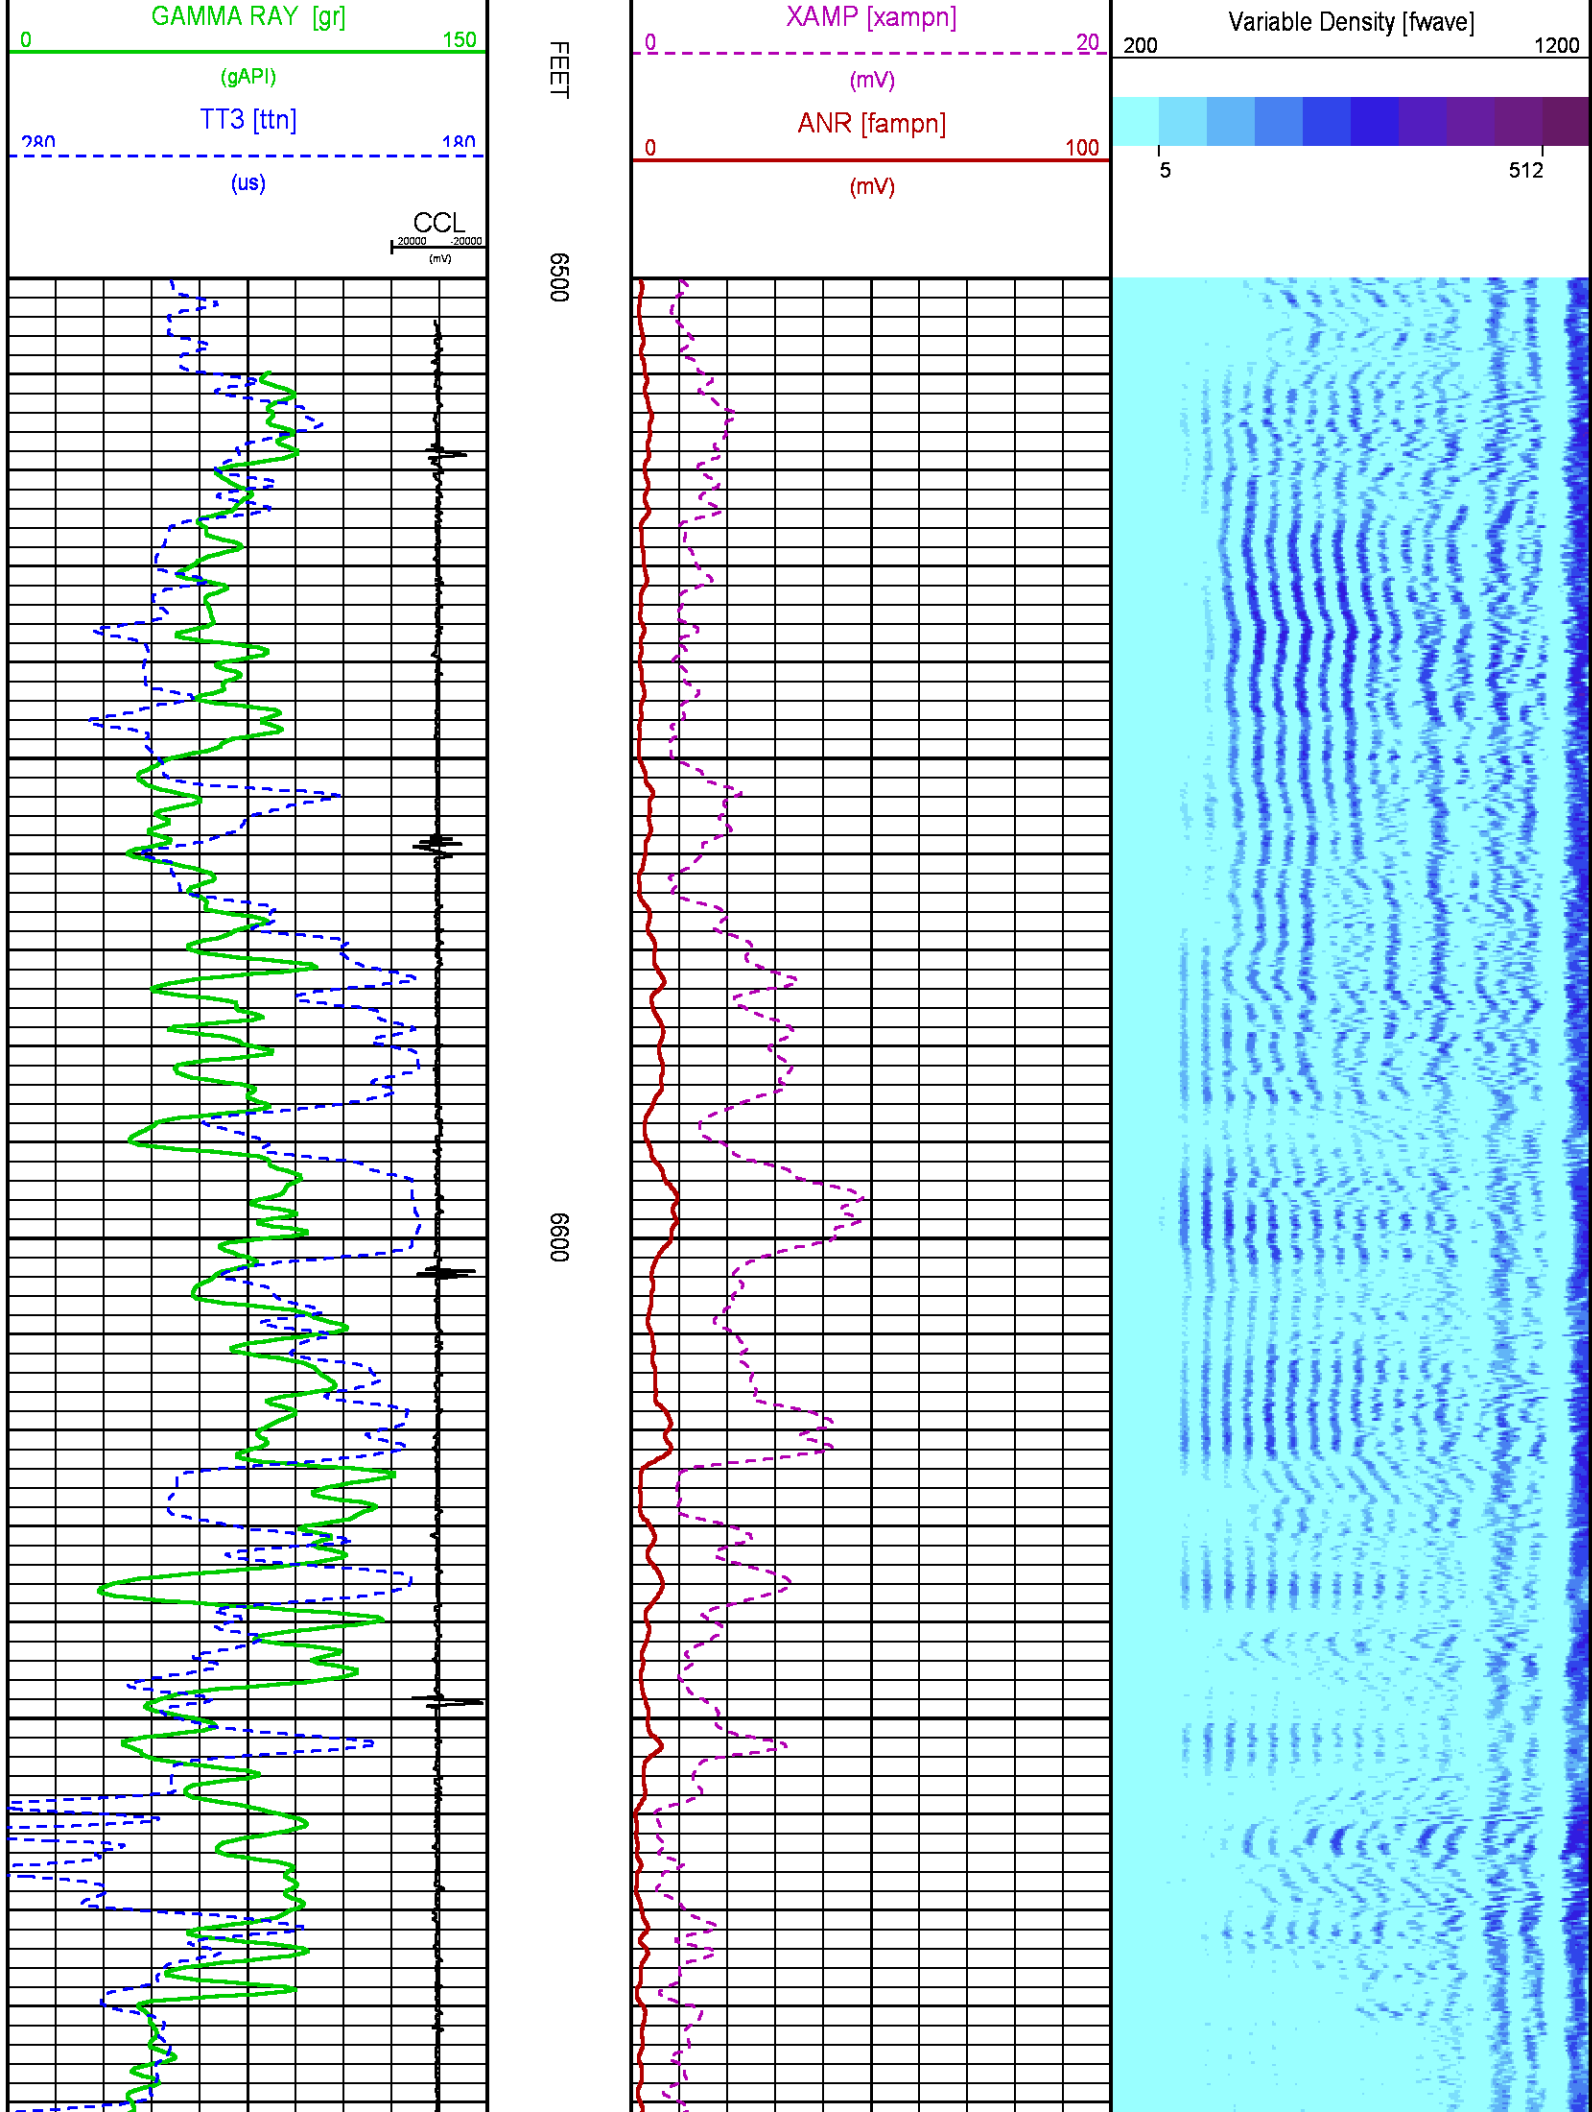 GAMMA RAY [gr]
0 150
(gAPI)
TT3 [ttn]
280 180
(us)
CCL
20000 -20000
(mV)
FEET
6500
6600
XAMP [xampn]
0 20
(mV)
ANR [fampn]
0 100
(mV)
Variable Density [fwave]
200 1200
5 512